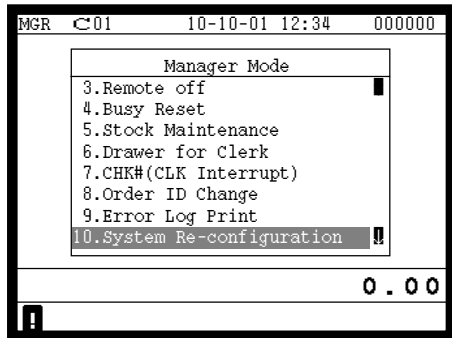 MGR C01 10-10-01 12:34 000000
Manager Mode
3.Remote off
4.Busy Reset
5.Stock Maintenance
6.Drawer for Clerk
7.CHK#(CLK Interrupt)
8.Order ID Change
9.Error Log Print
10.System Re-configuration
0.00
!